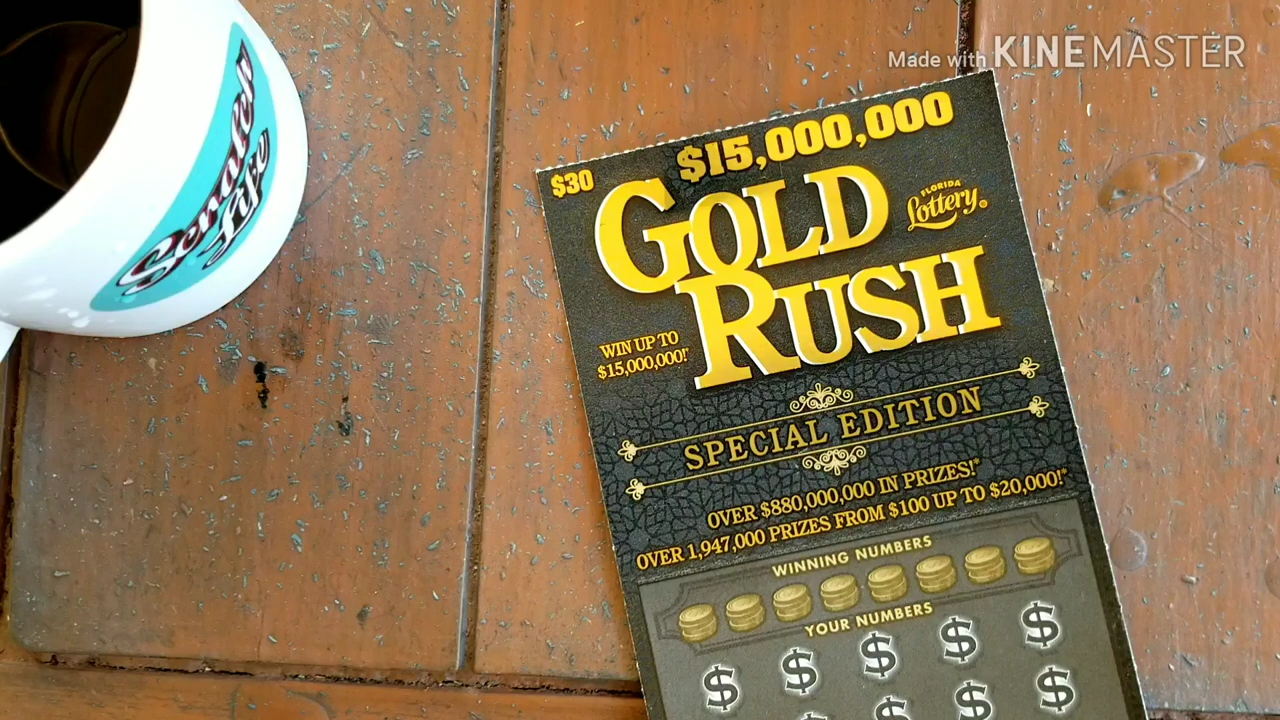 Made with KINEMASTER
$15,000,000
$30
GOLD
FLORIDA
Lottery
RUSH
WIN UP TO
$15,000,000!*
SPECIAL EDITION
OVER $880,000,000 IN PRIZES!*
OVER 1,947,000 PRIZES FROM $100 UP TO $20,000!*
WINNING NUMBERS
YOUR NUMBERS
$ $ $ $ $
$ $ $